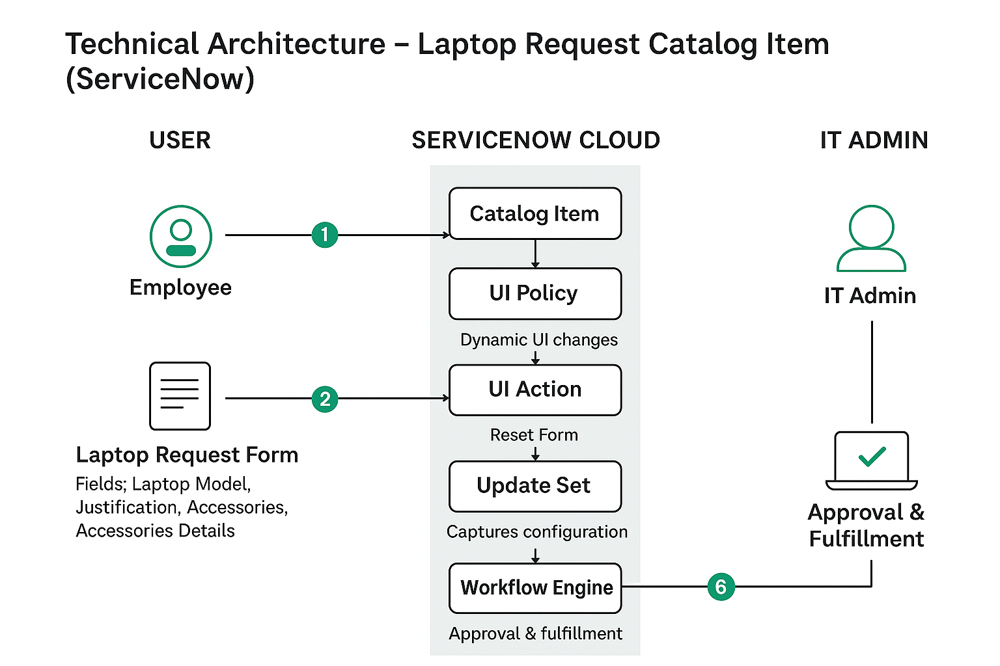 Technical Architecture – Laptop Request Catalog Item
(ServiceNow)
USER
SERVICENOW CLOUD
IT ADMIN
Employee
1
Catalog Item
UI Policy
Dynamic UI changes
IT Admin
Laptop Request Form
Fields; Laptop Model,
Justification, Accessories,
Accessories Details
2
UI Action
Reset Form
Update Set
Captures configuration
Workflow Engine
Approval & fulfillment
6
Approval &
Fulfillment